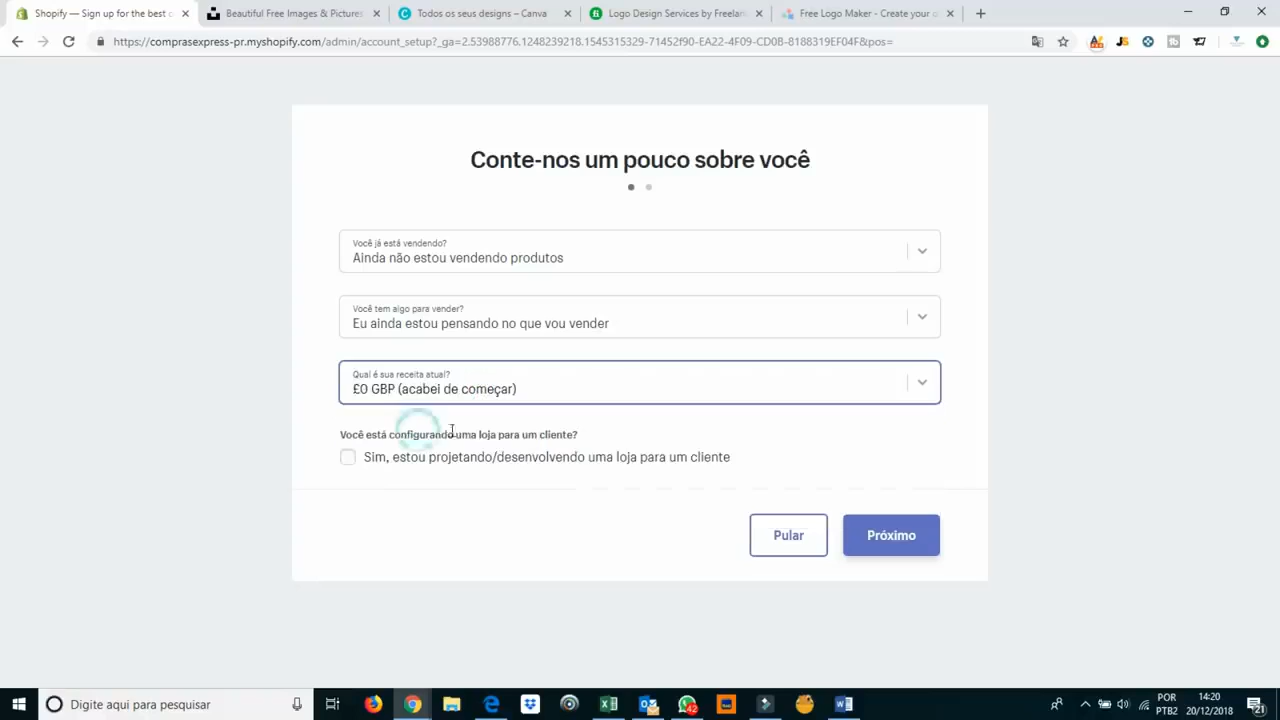 Shopify — Sign up for the best o
Beautiful Free Images & Pictures
Todos os seus designs – Canva
Logo Design Services by Freelan
Free Logo Maker - Create your o
https://comprasexpress-pr.myshopify.com/admin/account_setup?_ga=2.53988776.1248239218.1545315329-71452f90-EA22-4F09-CD0B-8188319EF04F&pos=
Conte-nos um pouco sobre você
Você já está vendendo?
Ainda não estou vendendo produtos
Você tem algo para vender?
Eu ainda estou pensando no que vou vender
Qual é sua receita atual?
£0 GBP (acabei de começar)
Você está configurando uma loja para um cliente?
Sim, estou projetando/desenvolvendo uma loja para um cliente
Pular
Próximo
Digite aqui para pesquisar
42
POR
PTB2
14:20
20/12/2018
21